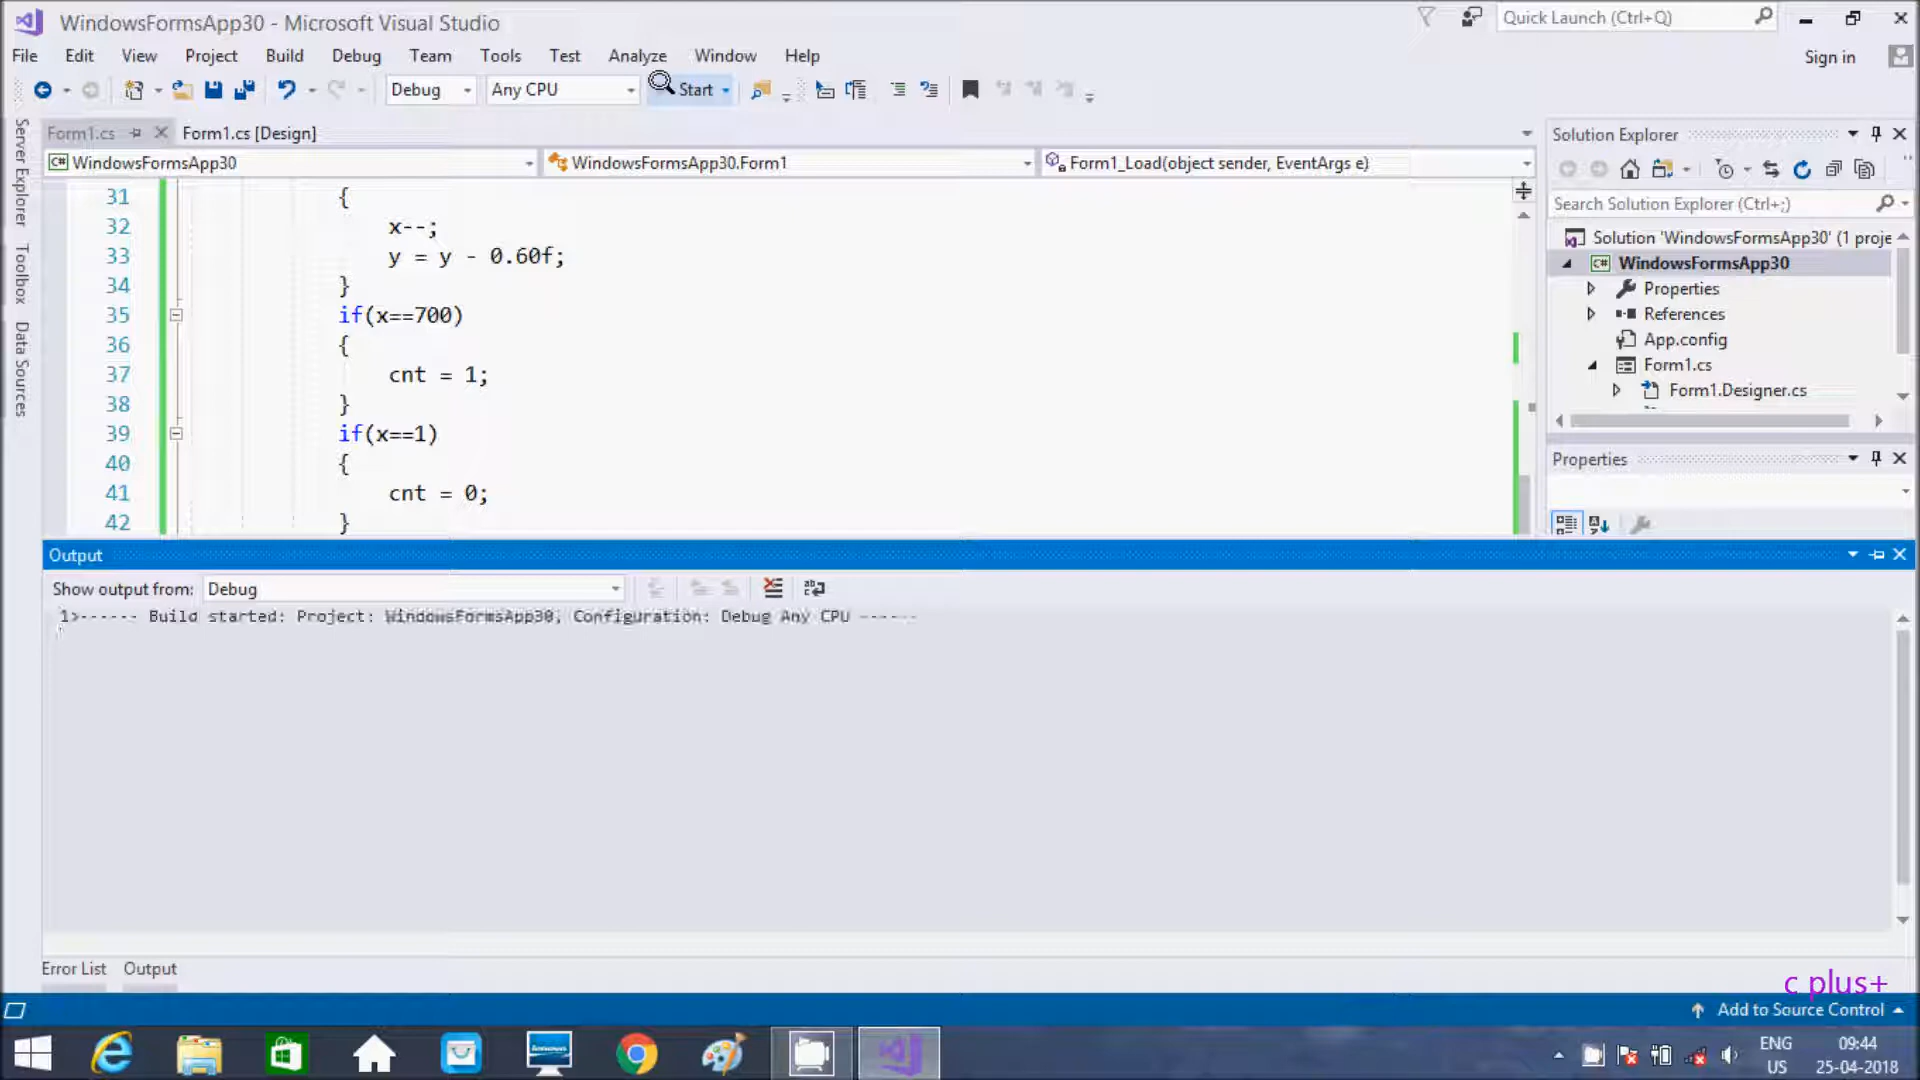 WindowsFormsApp30 - Microsoft Visual Studio
Quick Launch (Ctrl+Q)
File Edit View Project Build Debug Team Tools Test Analyze Window Help
Sign in
Debug Any CPU Start
Server Explorer
Toolbox
Data Sources
Form1.cs Form1.cs [Design]
C# WindowsFormsApp30 WindowsFormsApp30.Form1 Form1_Load(object sender, EventArgs e)
31 {
32 x--;
33 y = y - 0.60f;
34 }
35 if(x==700)
36 {
37 cnt = 1;
38 }
39 if(x==1)
40 {
41 cnt = 0;
42 }
Solution Explorer
Search Solution Explorer (Ctrl+;)
Solution 'WindowsFormsApp30' (1 proje
C# WindowsFormsApp30
Properties
References
App.config
Form1.cs
Form1.Designer.cs
Properties
Output
Show output from: Debug
1>------ Build started: Project: WindowsFormsApp30, Configuration: Debug Any CPU ------
Error List Output
c plus+
Add to Source Control
ENG
US
09:44
25-04-2018